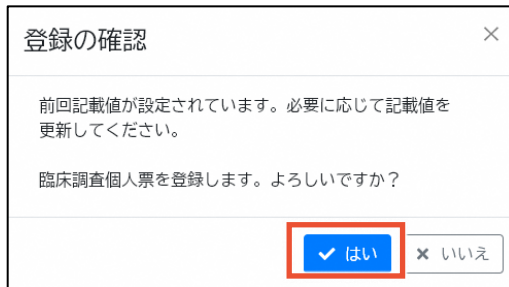 登録の確認
前回記載値が設定されています。必要に応じて記載値を
更新してください。
臨床調査個人票を登録します。よろしいですか？
はい
いいえ